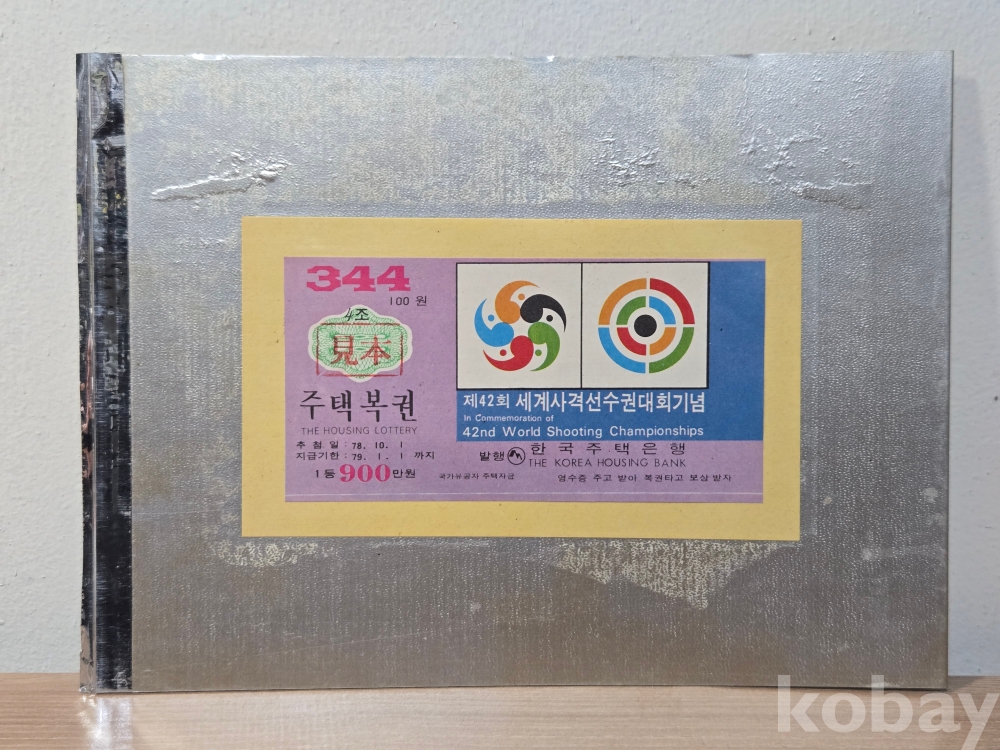 344
100 원
4조
見本
주택복권
THE HOUSING LOTTERY
추 첨 일 : 78. 10. 1
지급기한 : 79. 1. 1 까지
1등 900만원
제42회 세계사격선수권대회기념
In Commemoration of
42nd World Shooting Championships
발행 한국주택은행
THE KOREA HOUSING BANK
국가유공자 주택자금
영수증 주고 받아 복권타고 보상 받자
kobay